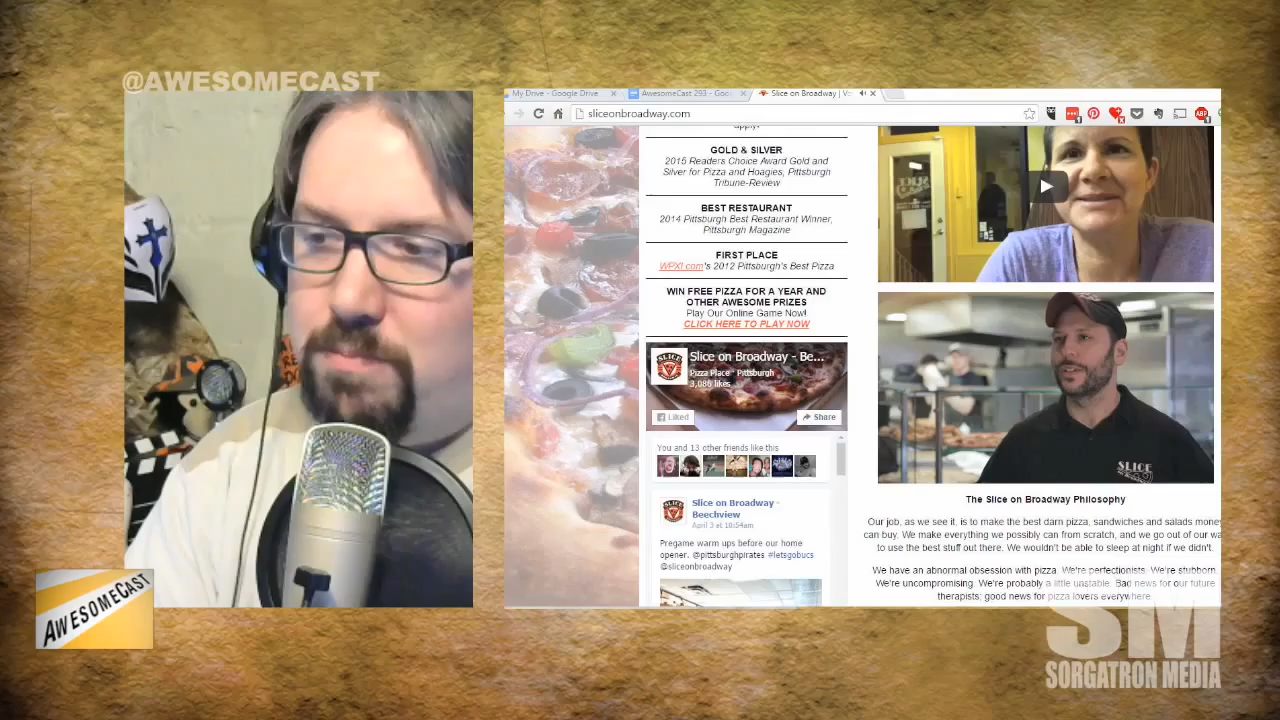 @AWESOMECAST
My Drive - Google Drive
AwesomeCast 293 - Goo
Slice on Broadway | V
sliceonbroadway.com
apply!
GOLD & SILVER
2015 Readers Choice Award Gold and
Silver for Pizza and Hoagies, Pittsburgh
Tribune-Review
BEST RESTAURANT
2014 Pittsburgh Best Restaurant Winner,
Pittsburgh Magazine
FIRST PLACE
WPXI.com's 2012 Pittsburgh's Best Pizza
WIN FREE PIZZA FOR A YEAR AND
OTHER AWESOME PRIZES
Play Our Online Game Now!
CLICK HERE TO PLAY NOW
SLICE
Slice on Broadway - Be...
Pizza Place - Pittsburgh
3,086 likes
Liked
Share
You and 13 other friends like this
Slice on Broadway -
Beechview
April 3 at 10:54am
Pregame warm ups before our home
opener. @pittsburghpirates #letsgobucs
@sliceonbroadway
SLICE
SLICE
The Slice on Broadway Philosophy
Our job, as we see it, is to make the best darn pizza, sandwiches and salads money
can buy. We make everything we possibly can from scratch, and we go out of our wa
to use the best stuff out there. We wouldn't be able to sleep at night if we didn't.
We have an abnormal obsession with pizza. We're perfectionists. We're stubborn.
We're uncompromising. We're probably a little unstable. Bad news for our future
therapists; good news for pizza lovers everywhere.
AWESOMECAST
SM
SORGATRON MEDIA